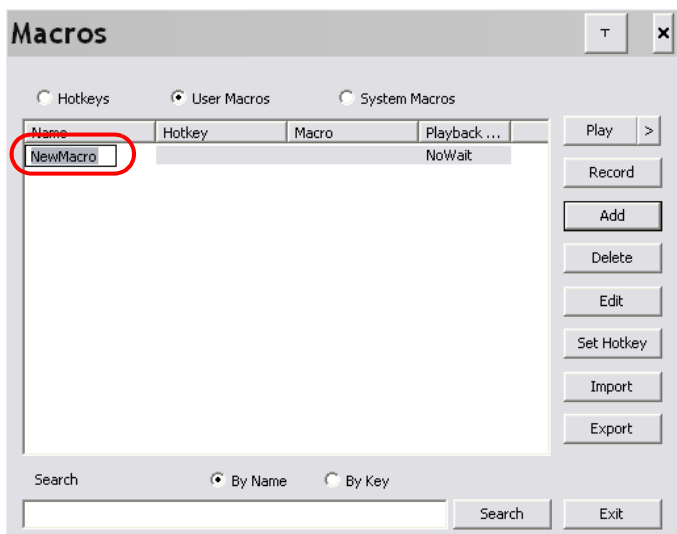 Macros T x
Hotkeys User Macros System Macros
Name Hotkey Macro Playback ... Play >
NewMacro NoWait
Record
Add
Delete
Edit
Set Hotkey
Import
Export
Search By Name By Key
Search Exit